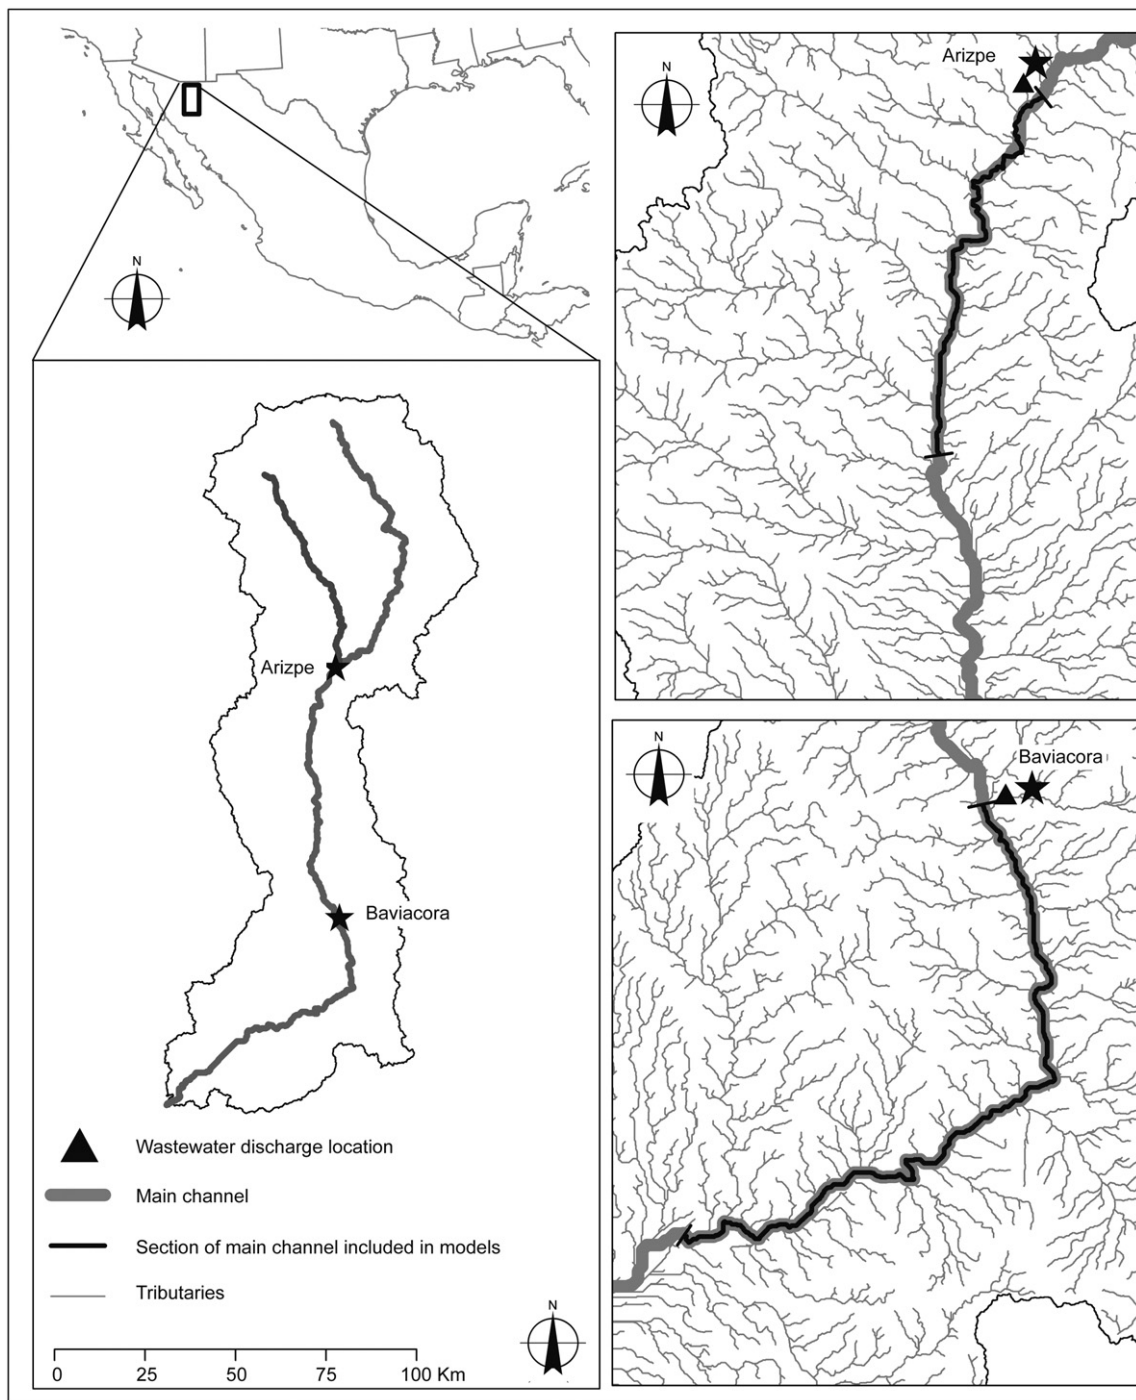 N
Arizpe
Baviacora
Wastewater discharge location
Main channel
Section of main channel included in models
Tributaries
N
0 25 50 75 100 Km
Arizpe
N
Baviacora
N